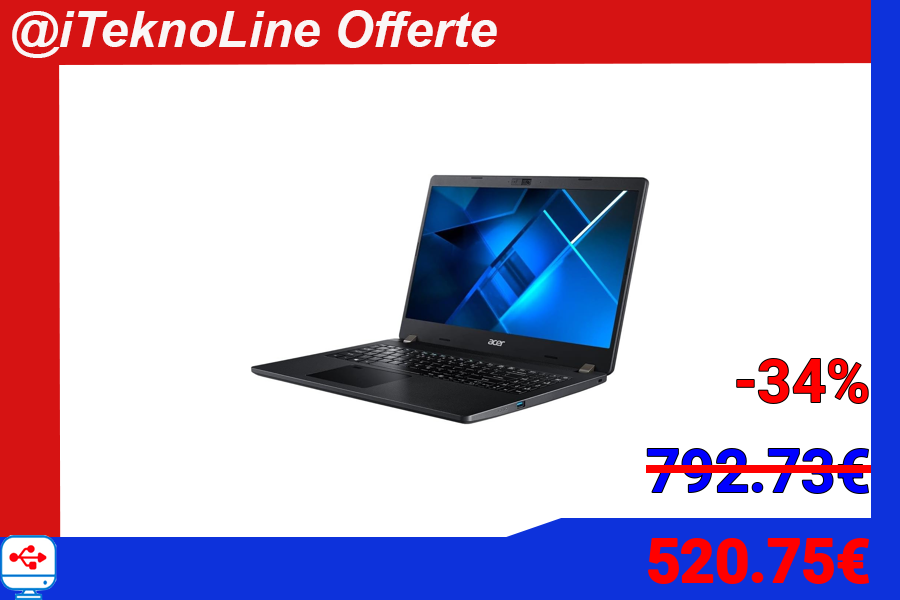 @iTeknoLine Offerte
acer
-34%
792.73€
520.75€